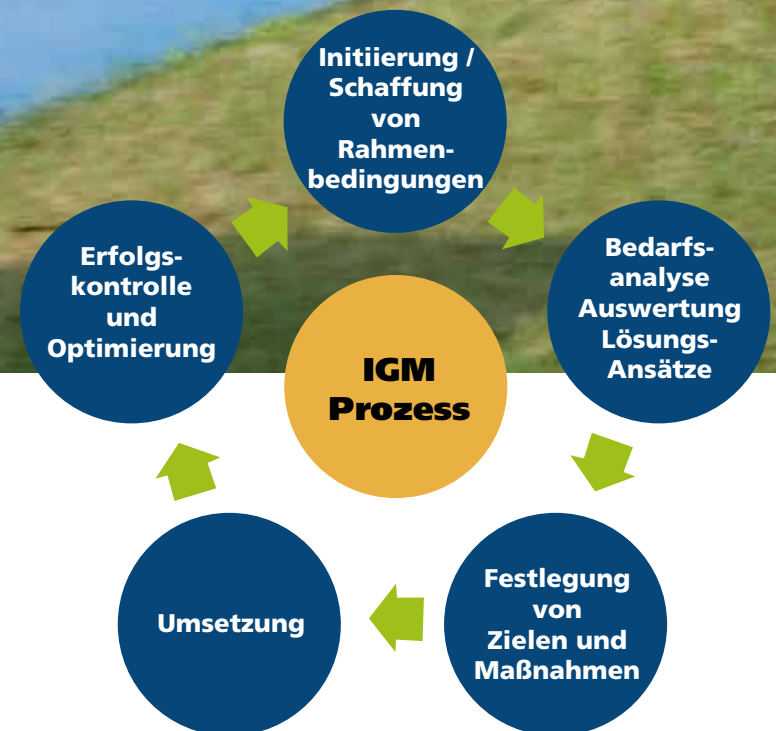 Initiierung /
Schaffung
von
Rahmen-
bedingungen
Bedarfs-
analyse
Auswertung
Lösungs-
Ansätze
Festlegung
von
Zielen und
Maßnahmen
Umsetzung
Erfolgs-
kontrolle
und
Optimierung
IGM
Prozess